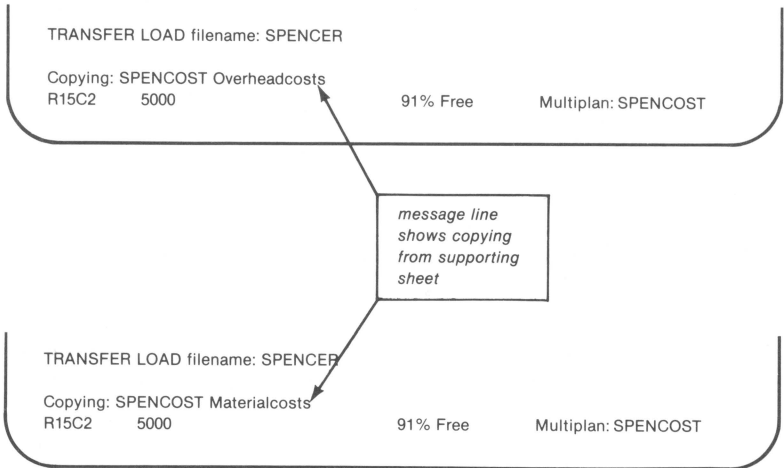 TRANSFER LOAD filename: SPENCER
Copying: SPENCOST Overheadcosts
R15C2 5000 91% Free Multiplan: SPENCOST
message line
shows copying
from supporting
sheet
TRANSFER LOAD filename: SPENCER
Copying: SPENCOST Materialcosts
R15C2 5000 91% Free Multiplan: SPENCOST